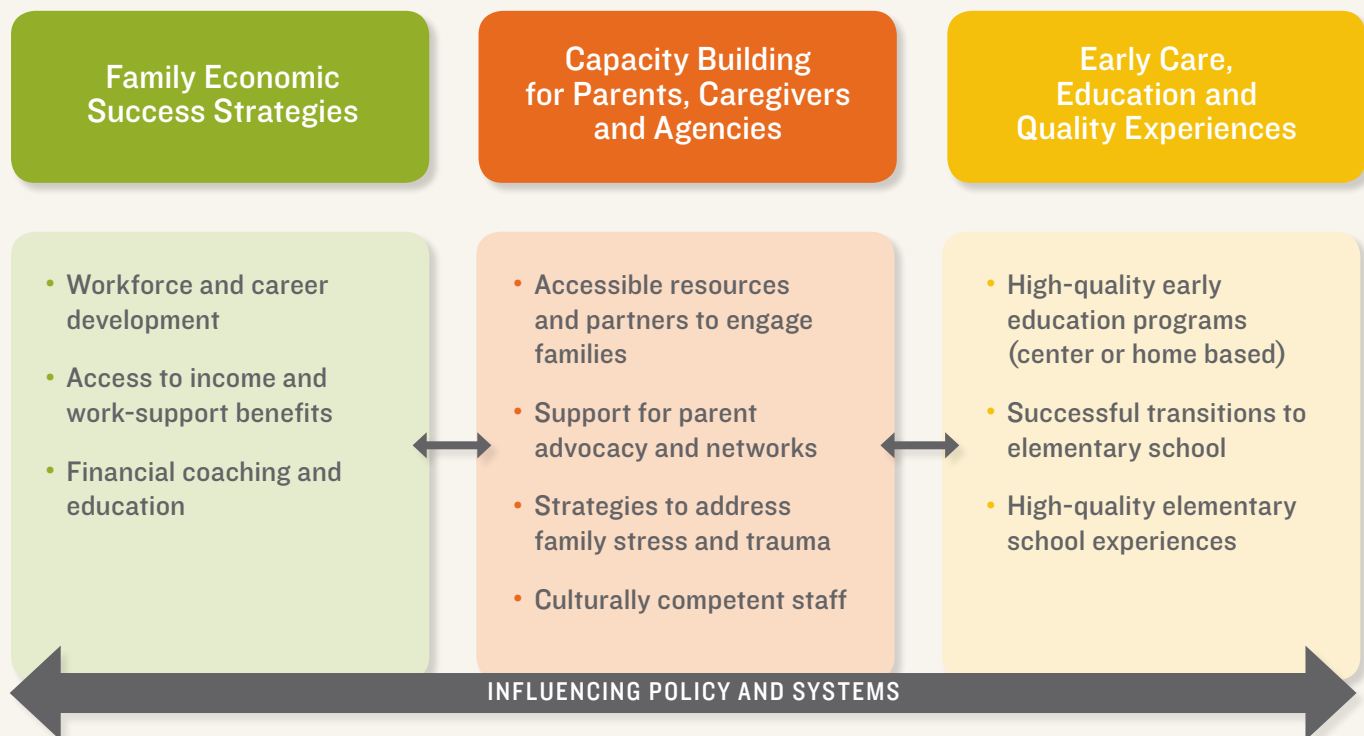 Family Economic
Success Strategies
Capacity Building
for Parents, Caregivers
and Agencies
Early Care,
Education and
Quality Experiences
• Workforce and career
development
• Access to income and
work-support benefits
• Financial coaching and
education
• Accessible resources
and partners to engage
families
• Support for parent
advocacy and networks
• Strategies to address
family stress and trauma
• Culturally competent staff
• High-quality early
education programs
(center or home based)
• Successful transitions to
elementary school
• High-quality elementary
school experiences
INFLUENCING POLICY AND SYSTEMS